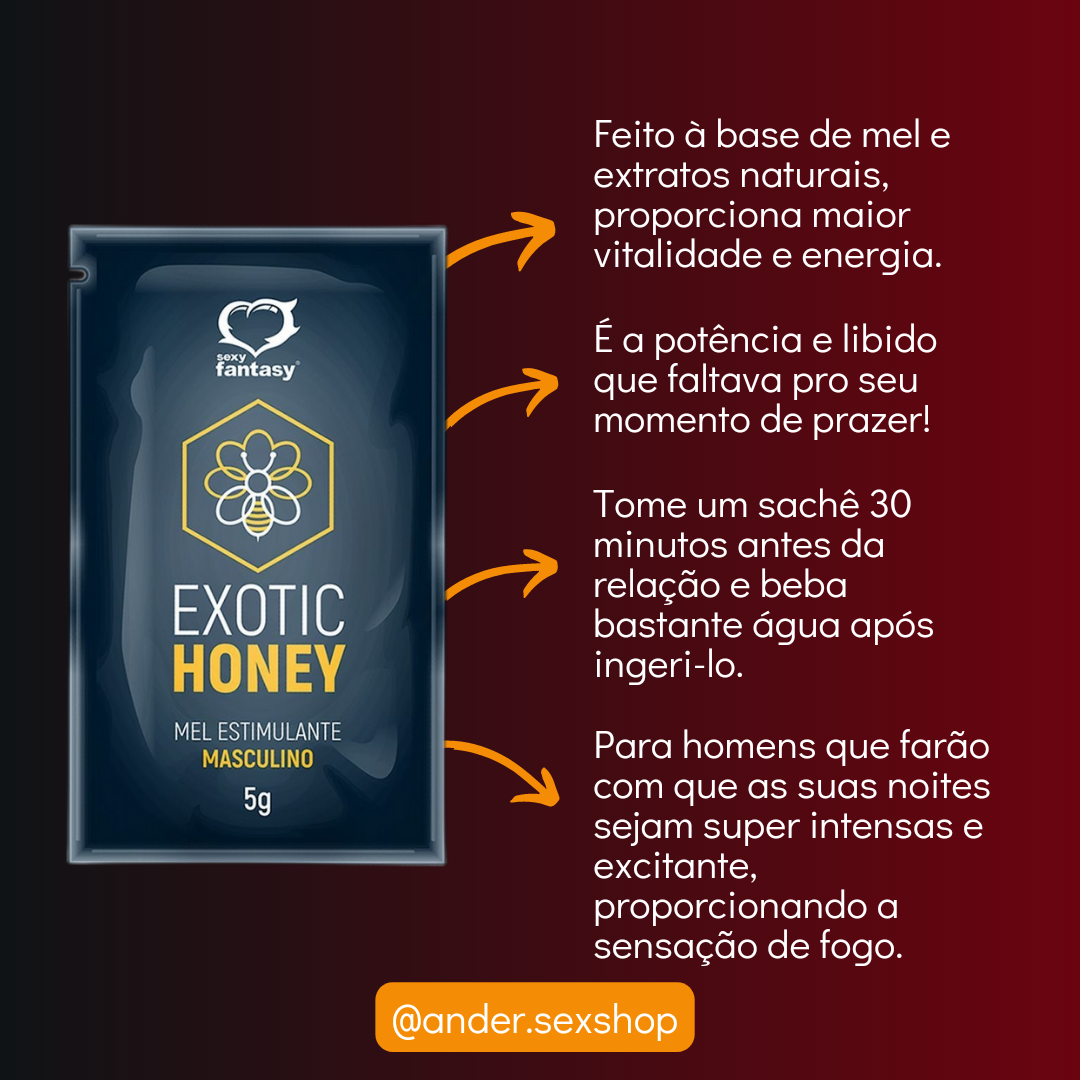 sexy
fantasy®
EXOTIC
HONEY
MEL ESTIMULANTE
MASCULINO
5g
Feito à base de mel e
extratos naturais,
proporciona maior
vitalidade e energia.
É a potência e libido
que faltava pro seu
momento de prazer!
Tome um sachê 30
minutos antes da
relação e beba
bastante água após
ingeri-lo.
Para homens que farão
com que as suas noites
sejam super intensas e
excitante,
proporcionando a
sensação de fogo.
@ander.sexshop